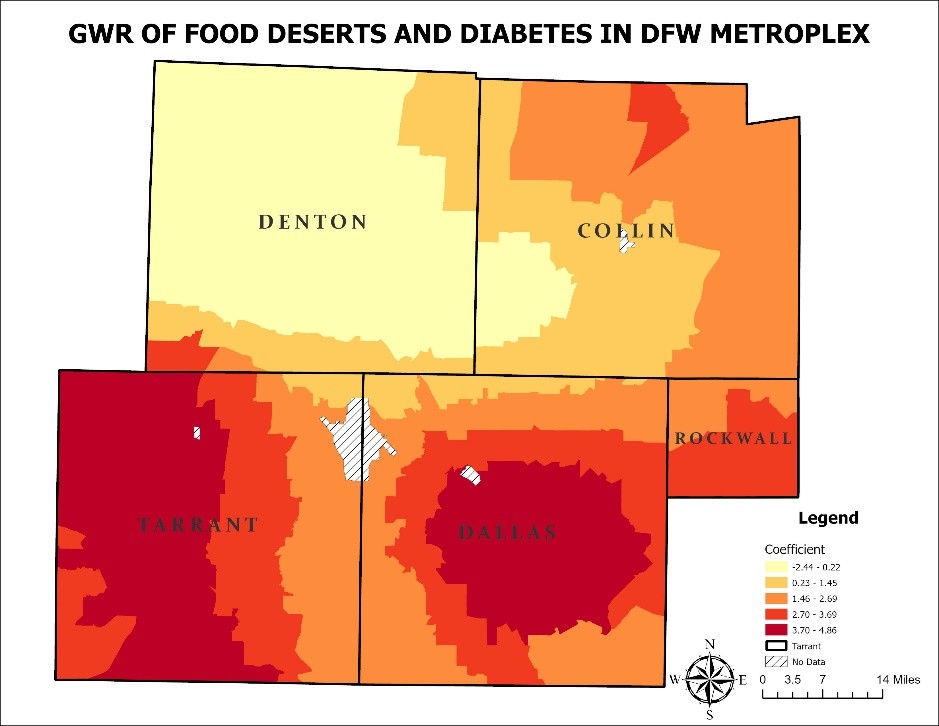 GWR OF FOOD DESERTS AND DIABETES IN DFW METROPLEX
DENTON
COLLIN
ROCKWALL
TARRANT
DALLAS
Legend
Coefficient
-2.44 - 0.22
0.23 - 1.45
1.46 - 2.69
2.70 - 3.69
3.70 - 4.86
Tarrant
No Data
N
W E
S
0 3.5 7 14 Miles